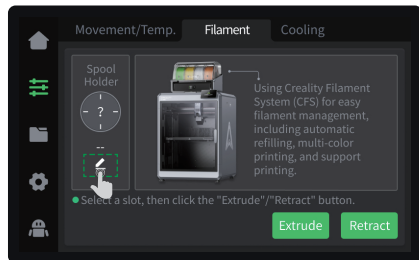 Movement/Temp. Filament Cooling
Spool
Holder
?
--
Using Creality Filament
System (CFS) for easy
filament management,
including automatic
refilling, multi-color
printing, and support
printing.
Select a slot, then click the "Extrude"/"Retract" button.
Extrude Retract